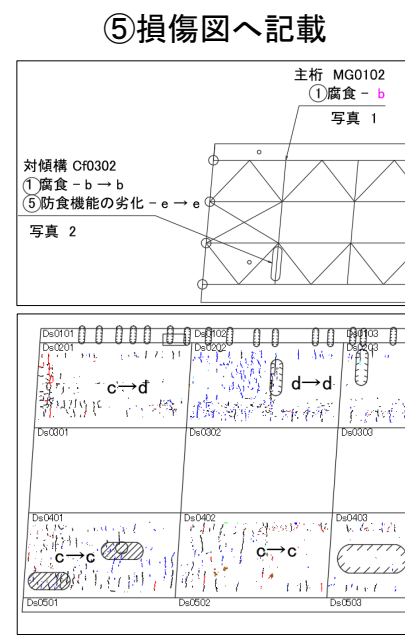 ⑤損傷図へ記載
主桁 MG0102
①腐食 - b
写真 1
対傾構 Cf0302
①腐食 - b → b
⑤防食機能の劣化 - e → e
写真 2
Ds0101 Ds0102 Ds0103
Ds0201 Ds0202 Ds0203
c→d d→d
Ds0301 Ds0302 Ds0303
Ds0401 Ds0402 Ds0403
c→c c→c
Ds0501 Ds0502 Ds0503